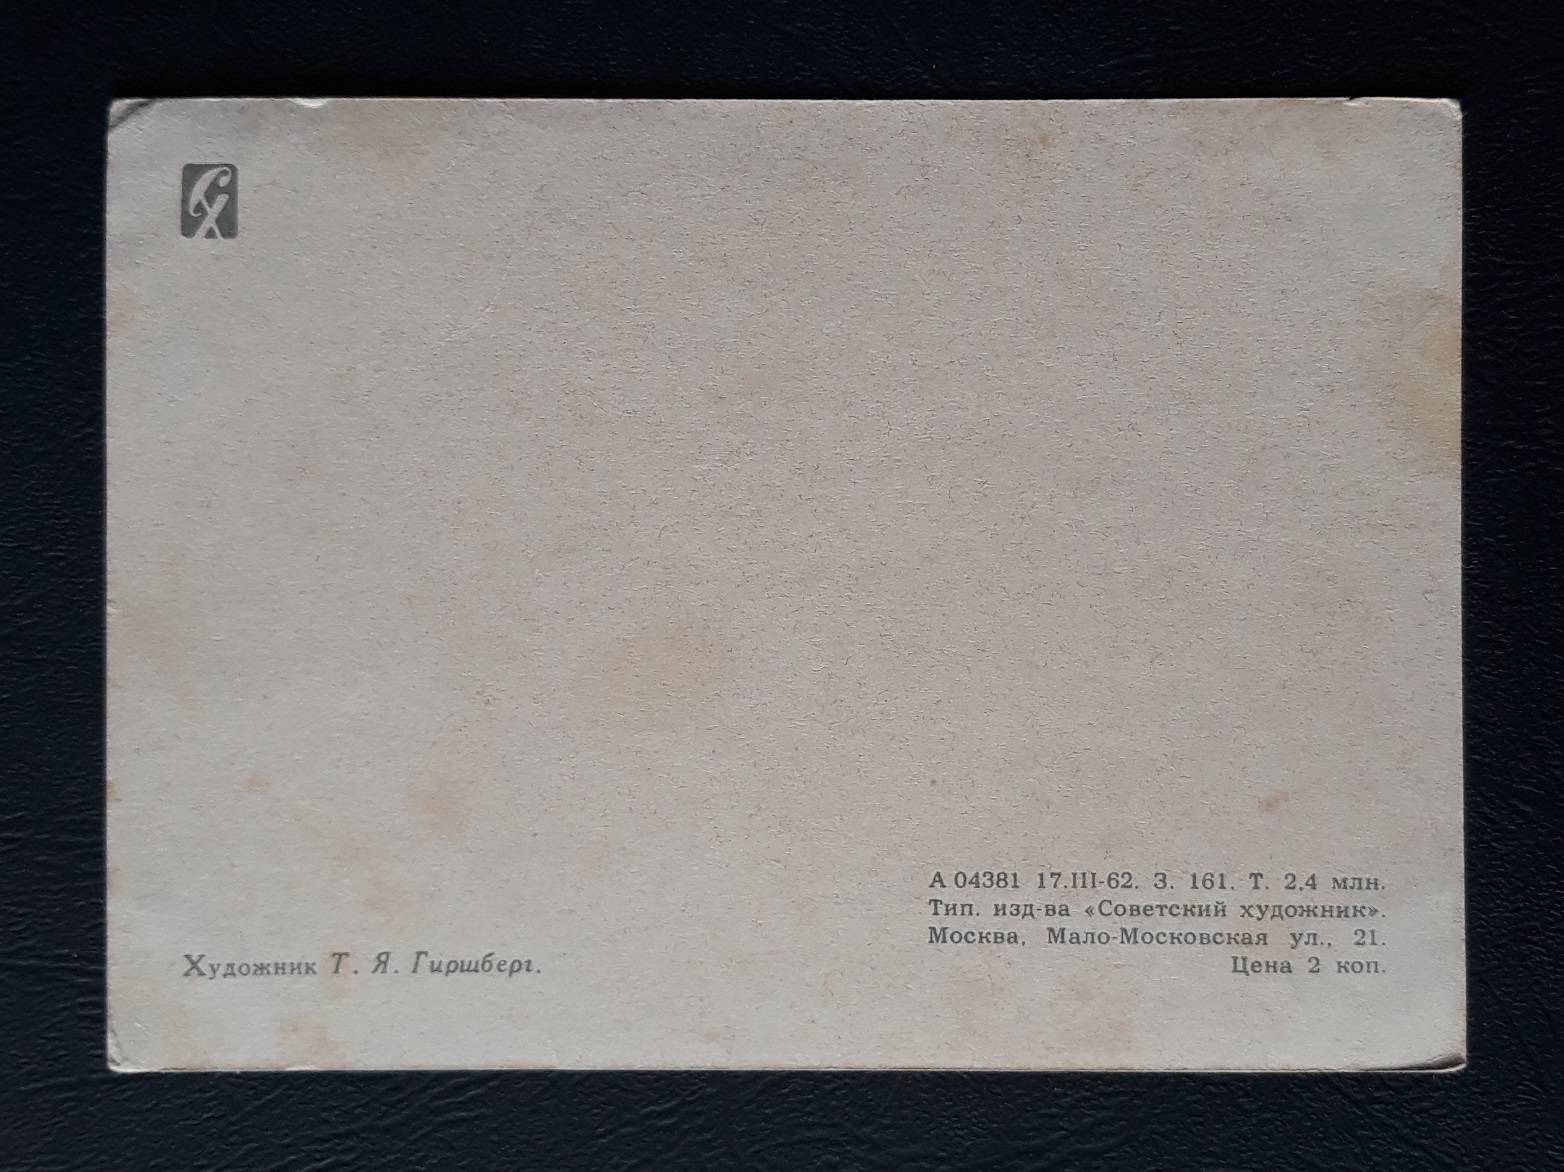 СХ
Художник Т. Я. Гиршберг.
А 04381 17.III-62. З. 161. Т. 2,4 млн.
Тип. изд-ва «Советский художник».
Москва, Мало-Московская ул., 21.
Цена 2 коп.